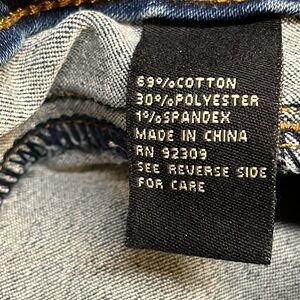 69%COTTON
30%POLYESTER
1%SPANDEX
MADE IN CHINA
RN 92309
SEE REVERSE SIDE
FOR CARE